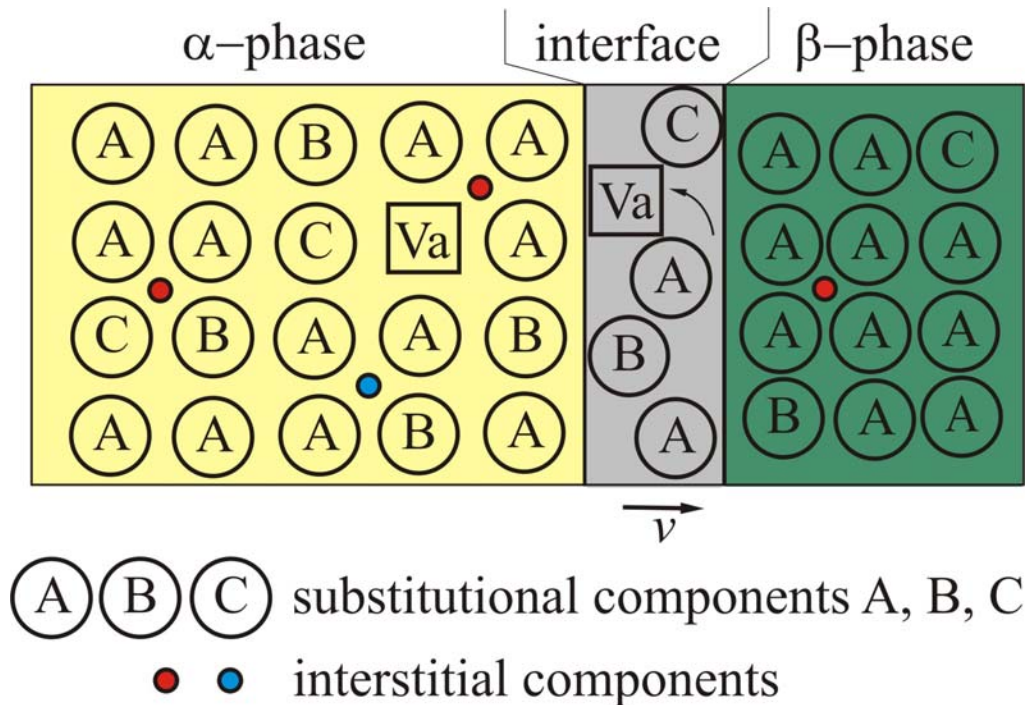 α–phase interface β–phase
A A B A A C A A C
Va
A A C Va A A A A A
C B A A B B A A A
A A A B A A B A A
v
A B C substitutional components A, B, C
interstitial components